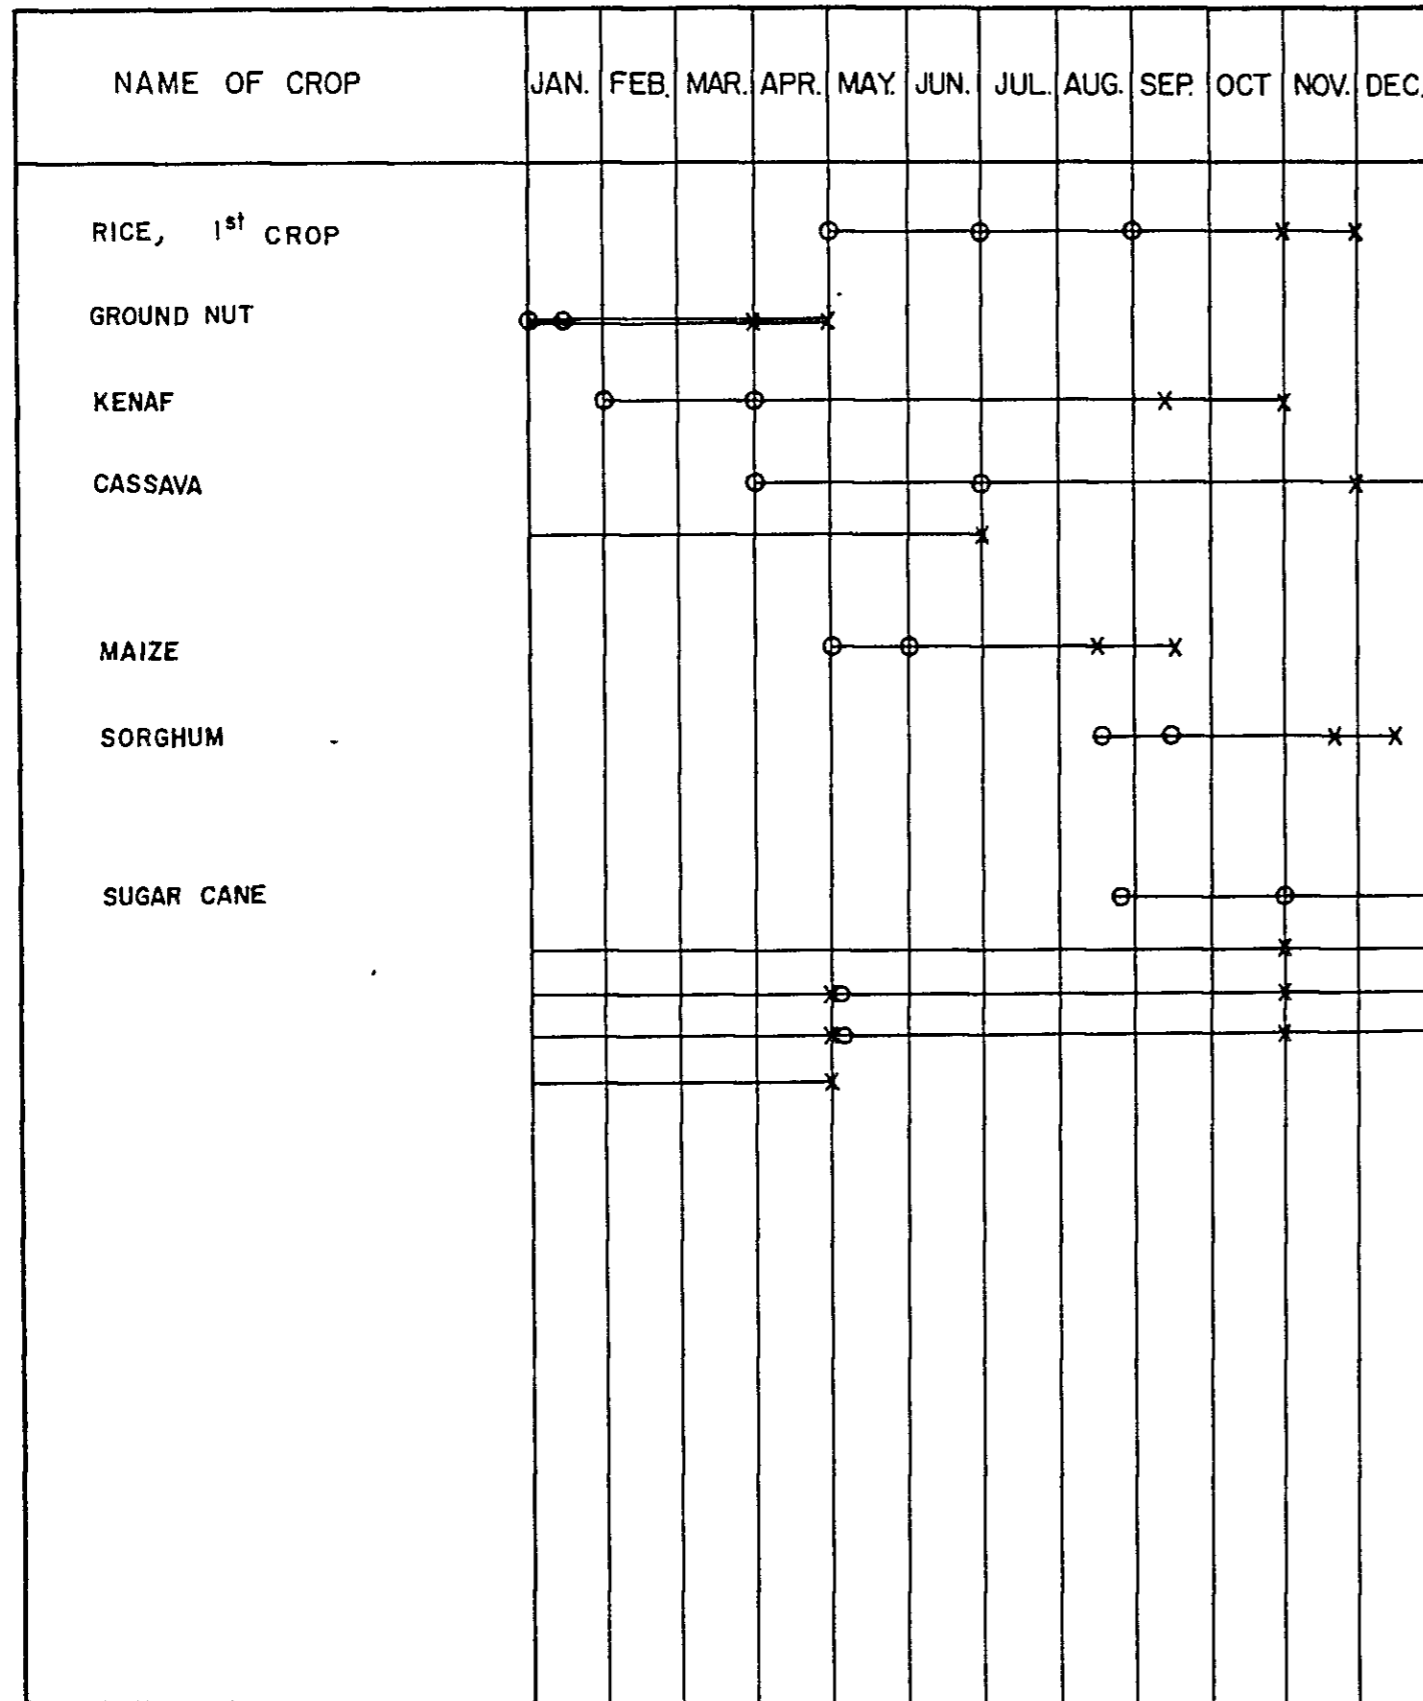 NAME OF CROP JAN. FEB. MAR. APR. MAY. JUN. JUL. AUG. SEP. OCT NOV. DEC.
RICE, 1st CROP
GROUND NUT
KENAF
CASSAVA
MAIZE
SORGHUM
SUGAR CANE